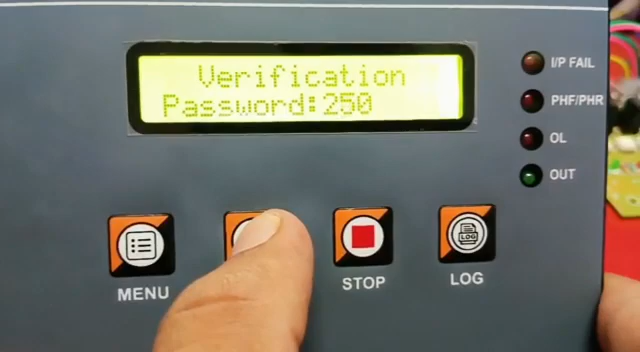 Verification
Password:250
I/P FAIL
PHF/PHR
OL
OUT
MENU
STOP
LOG
LOG